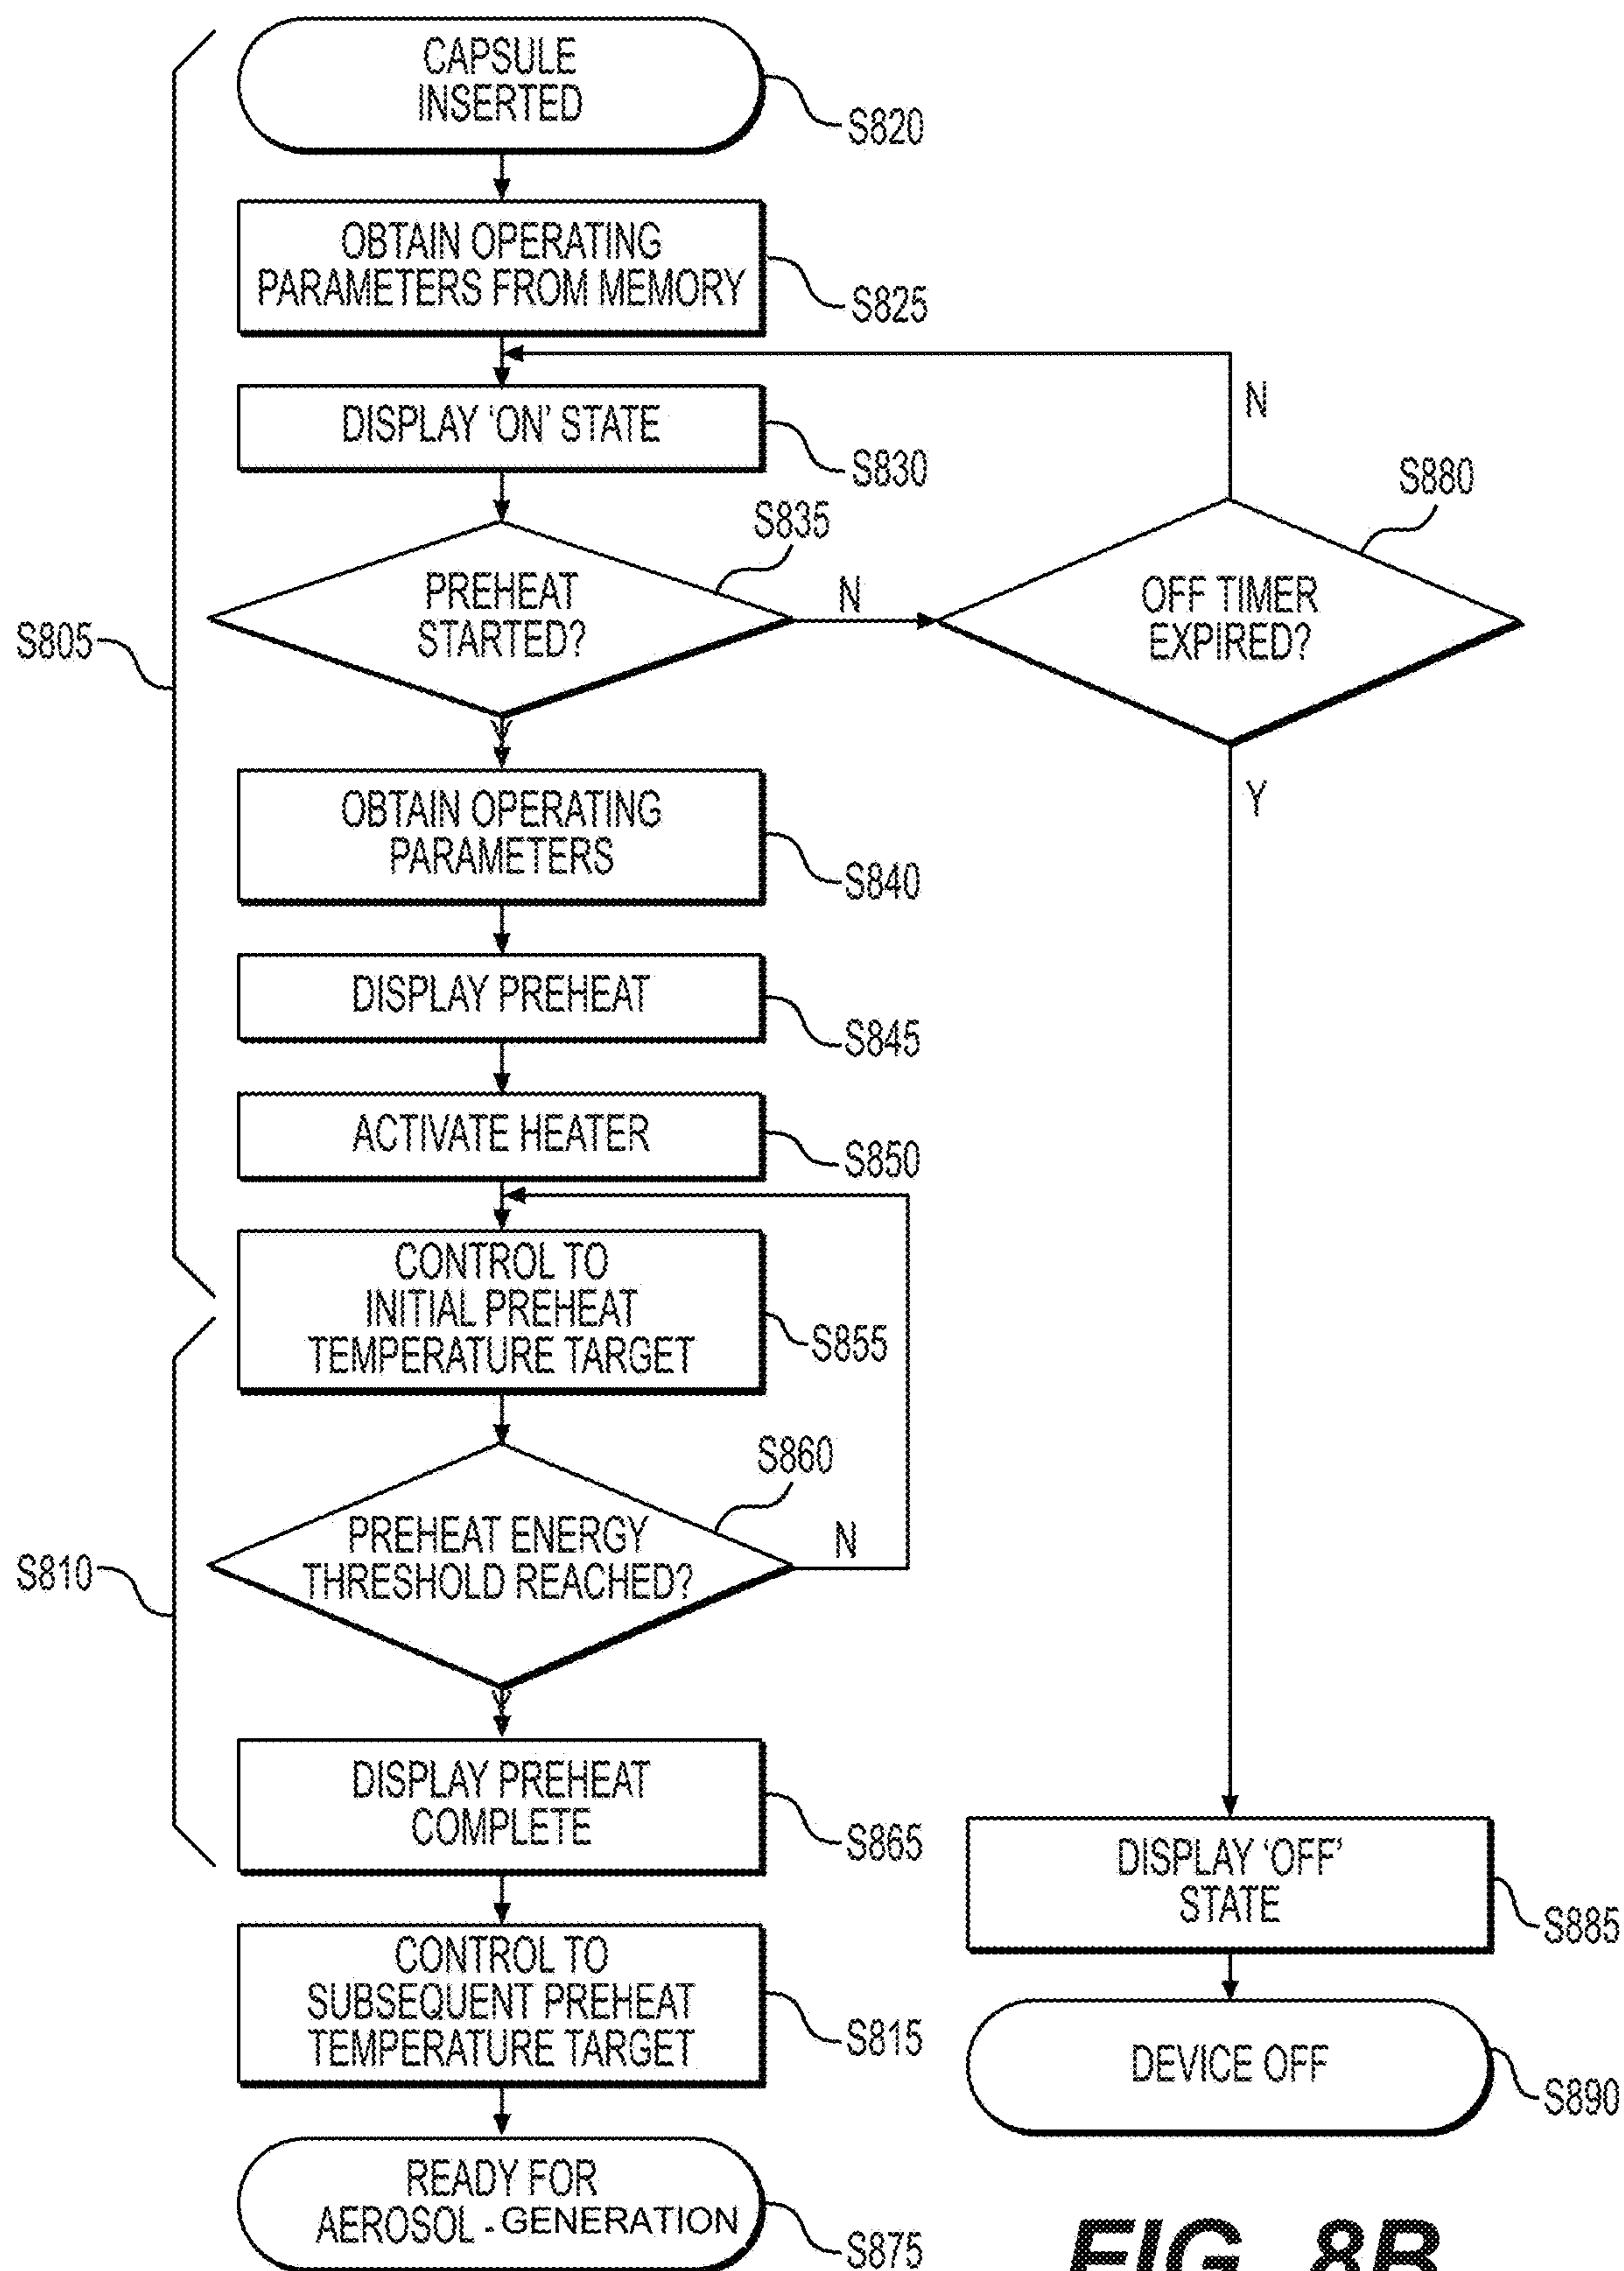 CAPSULE
INSERTED
S820
OBTAIN OPERATING
PARAMETERS FROM MEMORY
S825
DISPLAY ‘ON’ STATE
S830
N
S880
S835
PREHEAT
STARTED?
N
OFF TIMER
EXPIRED?
S805
Y
Y
OBTAIN OPERATING
PARAMETERS
S840
DISPLAY PREHEAT
S845
ACTIVATE HEATER
S850
CONTROL TO
INITIAL PREHEAT
TEMPERATURE TARGET
S855
S860
PREHEAT ENERGY
THRESHOLD REACHED?
N
S810
Y
DISPLAY PREHEAT
COMPLETE
S865
DISPLAY ‘OFF’
STATE
S885
CONTROL TO
SUBSEQUENT PREHEAT
TEMPERATURE TARGET
S815
DEVICE OFF
S890
READY FOR
AEROSOL - GENERATION
S875
FIG. 8B